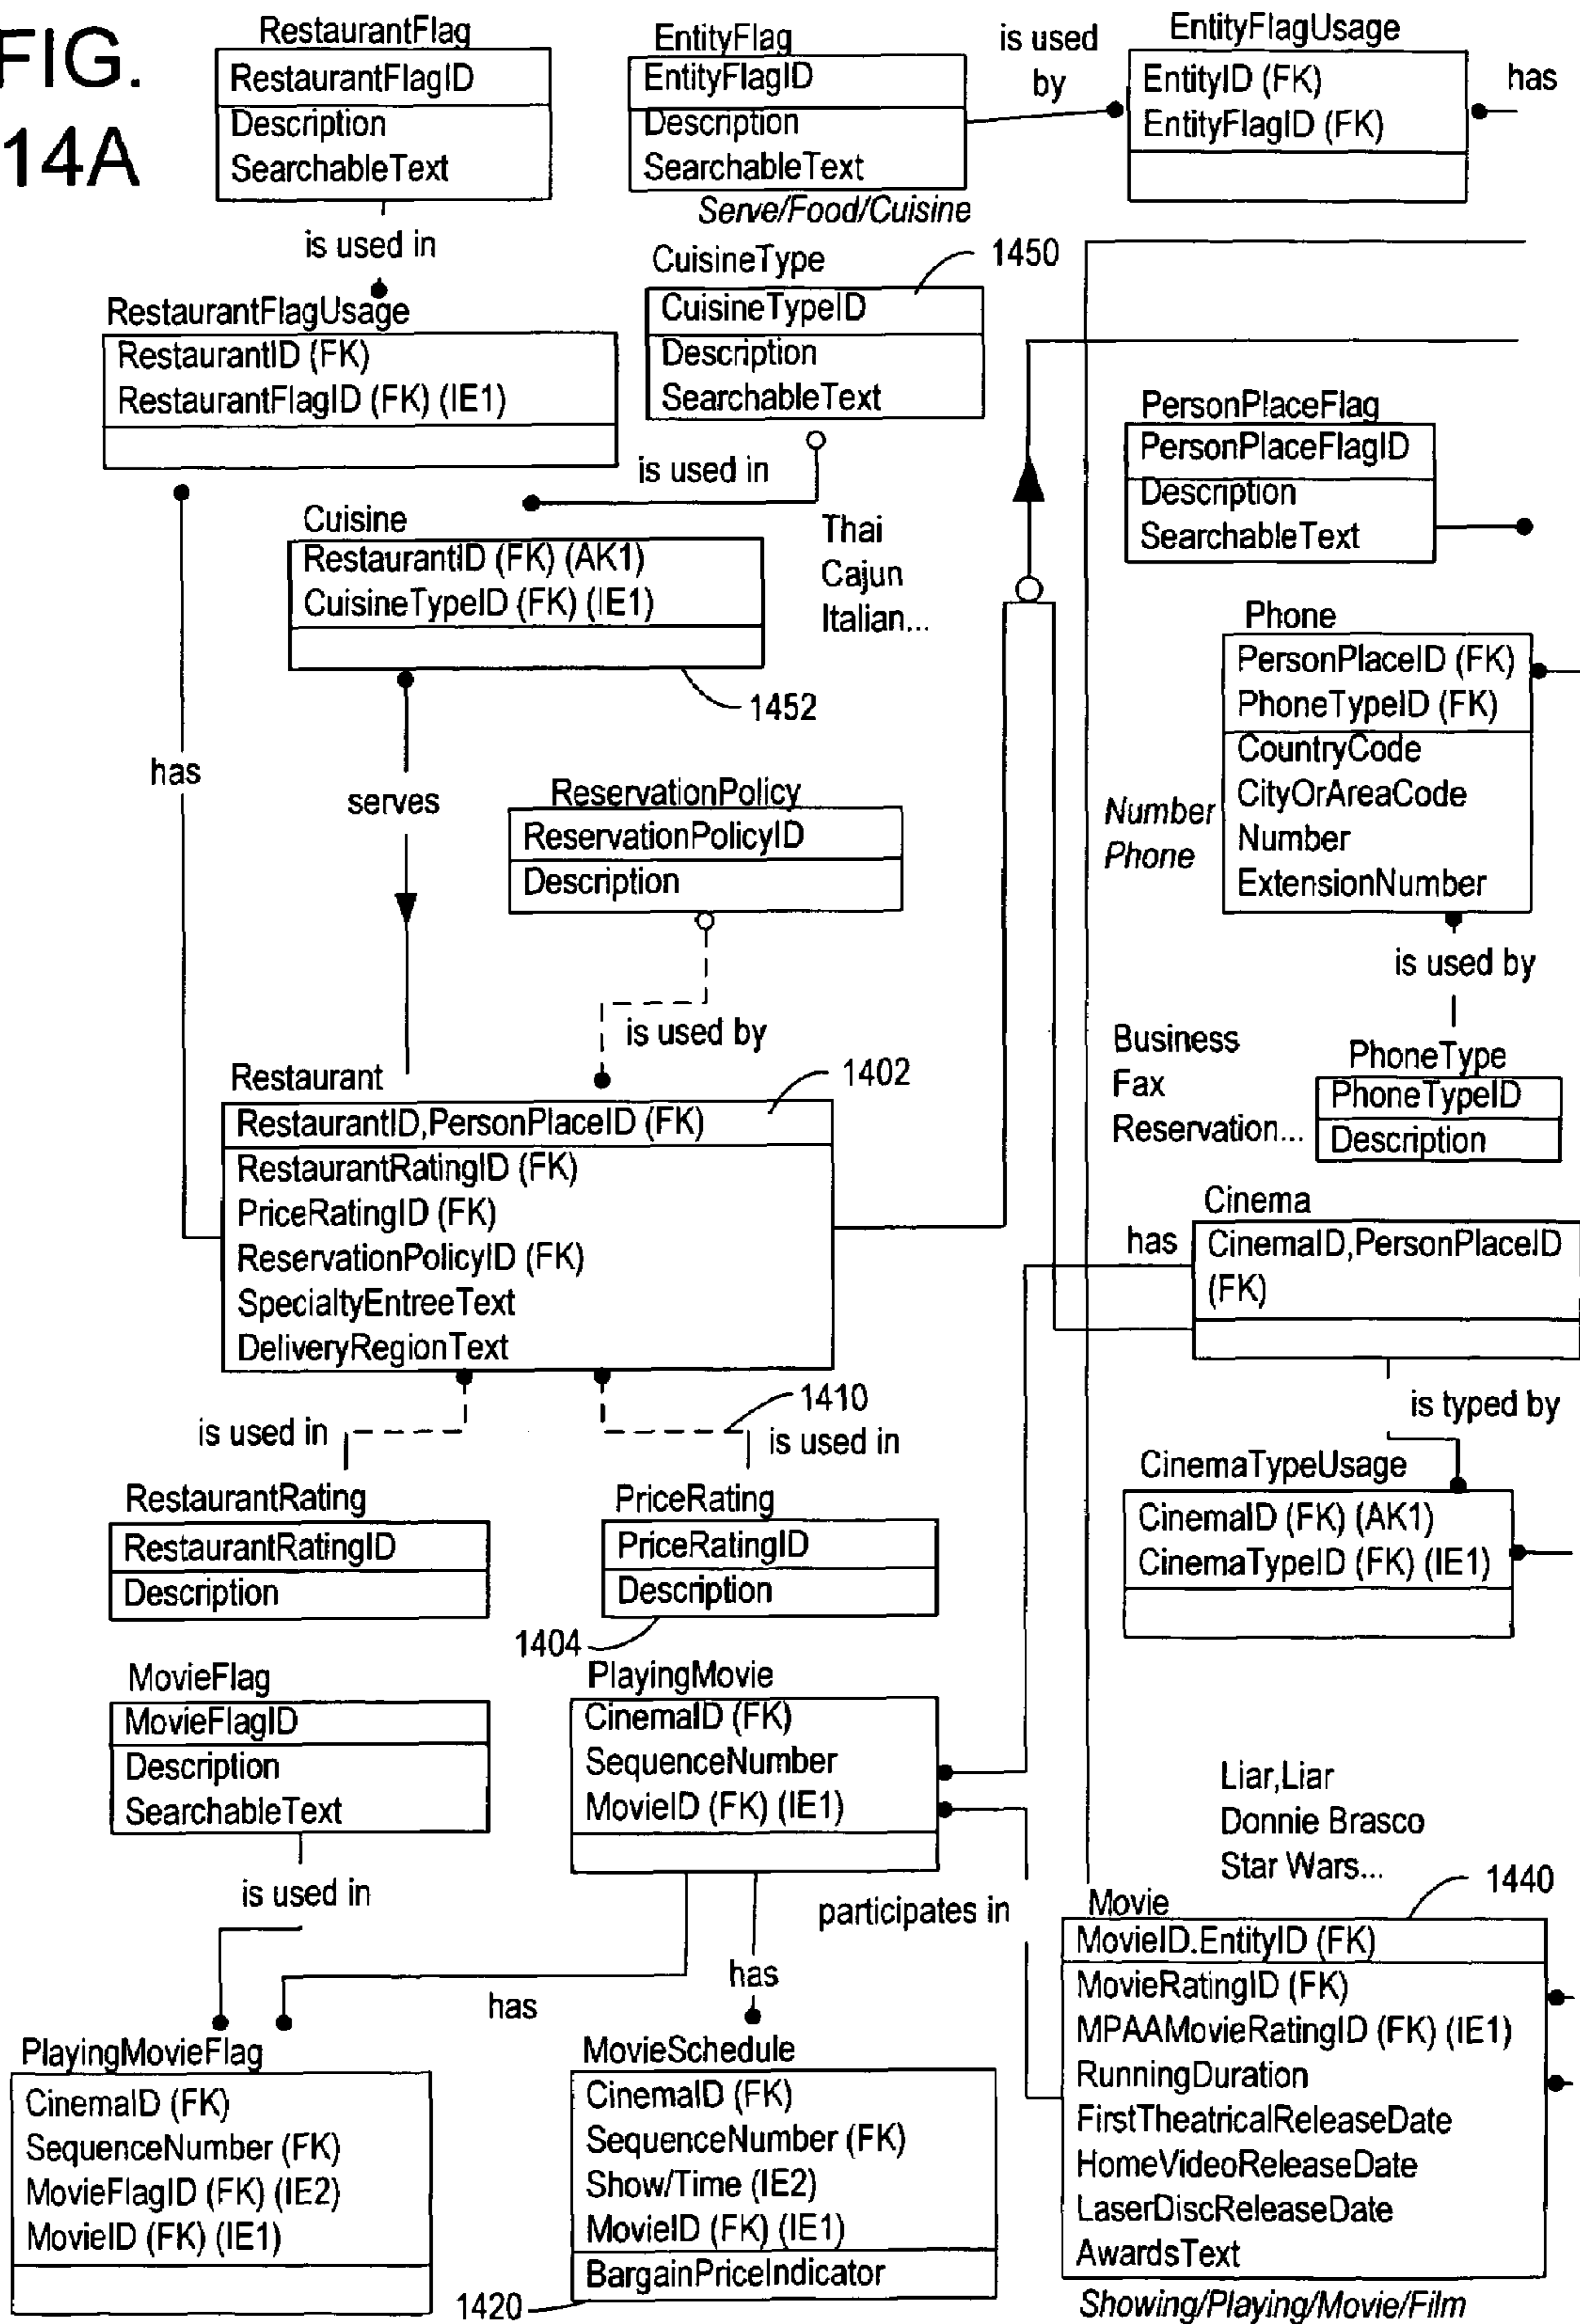 FIG.
14A
RestaurantFlag
RestaurantFlagID
Description
SearchableText
is used in
EntityFlag
EntityFlagID
Description
SearchableText
Serve/Food/Cuisine
is used
by
EntityFlagUsage
EntityID (FK)
EntityFlagID (FK)
has
RestaurantFlagUsage
RestaurantID (FK)
RestaurantFlagID (FK) (IE1)
CuisineType
1450
CuisineTypeID
Description
SearchableText
is used in
PersonPlaceFlag
PersonPlaceFlagID
Description
SearchableText
Cuisine
RestaurantID (FK) (AK1)
CuisineTypeID (FK) (IE1)
1452
Thai
Cajun
Italian...
Phone
PersonPlaceID (FK)
PhoneTypeID (FK)
CountryCode
CityOrAreaCode
Number
ExtensionNumber
Number
Phone
has
serves
ReservationPolicy
ReservationPolicyID
Description
is used by
is used by
Business
Fax
Reservation...
PhoneType
PhoneTypeID
Description
Restaurant
1402
RestaurantID,PersonPlaceID (FK)
RestaurantRatingID (FK)
PriceRatingID (FK)
ReservationPolicyID (FK)
SpecialtyEntreeText
DeliveryRegionText
Cinema
has
CinemaID,PersonPlaceID
(FK)
is typed by
is used in
1410
is used in
CinemaTypeUsage
CinemaID (FK) (AK1)
CinemaTypeID (FK) (IE1)
RestaurantRating
RestaurantRatingID
Description
PriceRating
PriceRatingID
Description
1404
MovieFlag
MovieFlagID
Description
SearchableText
is used in
PlayingMovie
CinemaID (FK)
SequenceNumber
MovieID (FK) (IE1)
participates in
has
has
Liar,Liar
Donnie Brasco
Star Wars...
1440
Movie
MovieID.EntityID (FK)
MovieRatingID (FK)
MPAAMovieRatingID (FK) (IE1)
RunningDuration
FirstTheatricalReleaseDate
HomeVideoReleaseDate
LaserDiscReleaseDate
AwardsText
Showing/Playing/Movie/Film
PlayingMovieFlag
CinemaID (FK)
SequenceNumber (FK)
MovieFlagID (FK) (IE2)
MovieID (FK) (IE1)
MovieSchedule
CinemaID (FK)
SequenceNumber (FK)
Show/Time (IE2)
MovieID (FK) (IE1)
BargainPriceIndicator
1420